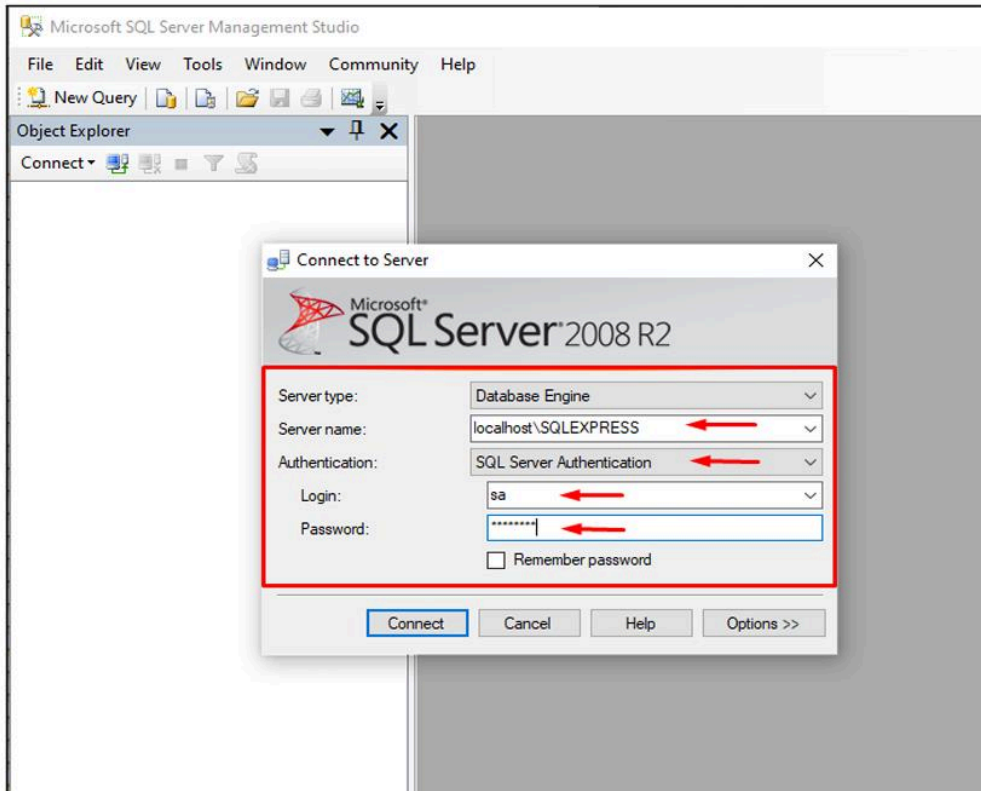 Microsoft SQL Server Management Studio
File Edit View Tools Window Community Help
New Query
Object Explorer
Connect
Connect to Server
Microsoft®
SQL Server® 2008 R2
Server type: Database Engine
Server name: localhost\SQLEXPRESS
Authentication: SQL Server Authentication
Login: sa
Password: ********
Remember password
Connect Cancel Help Options >>